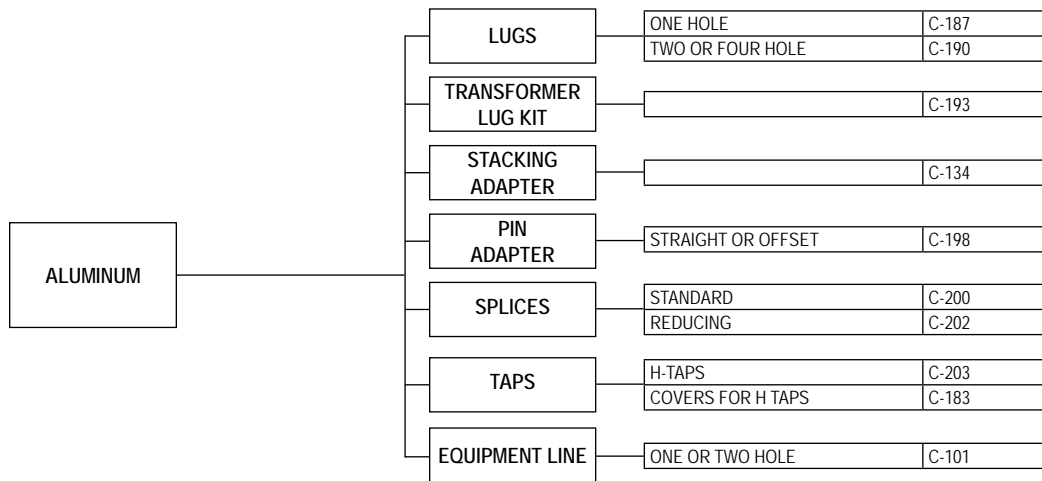 LUGS
ONE HOLE C-187
TWO OR FOUR HOLE C-190
TRANSFORMER
LUG KIT
C-193
STACKING
ADAPTER
C-134
PIN
ADAPTER
STRAIGHT OR OFFSET C-198
ALUMINUM
SPLICES
STANDARD C-200
REDUCING C-202
TAPS
H-TAPS C-203
COVERS FOR H TAPS C-183
EQUIPMENT LINE
ONE OR TWO HOLE C-101